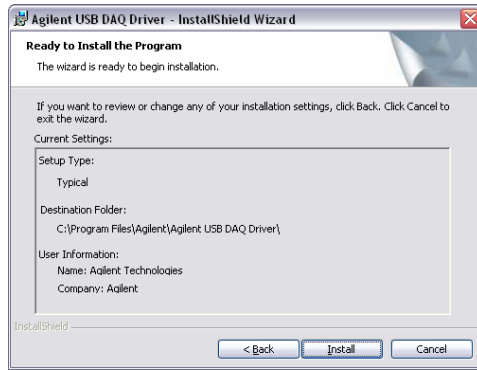 Agilent USB DAQ Driver - InstallShield Wizard
Ready to Install the Program
The wizard is ready to begin installation.
If you want to review or change any of your installation settings, click Back. Click Cancel to
exit the wizard.
Current Settings:
Setup Type:
Typical
Destination Folder:
C:\Program Files\Agilent\Agilent USB DAQ Driver\
User Information:
Name: Agilent Technologies
Company: Agilent
InstallShield
< Back Install Cancel